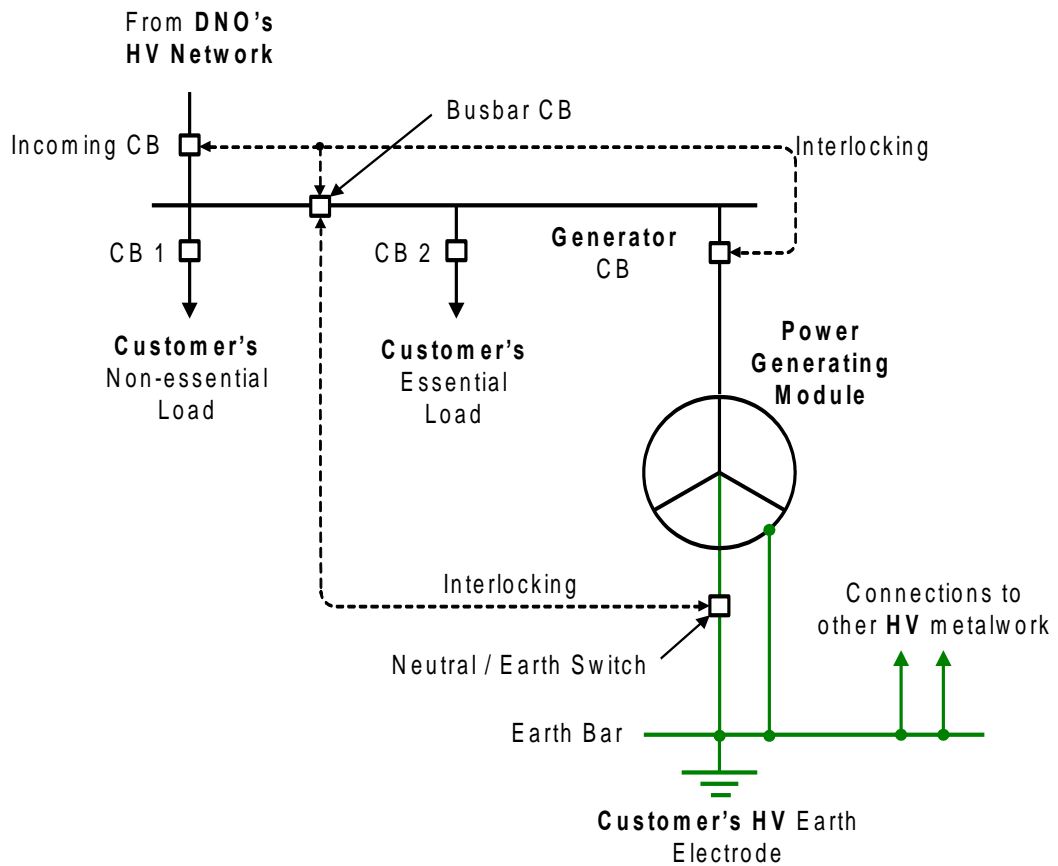 From DNO's
HV Network
Busbar CB
Incoming CB
Interlocking
CB 1
CB 2
Generator
CB
Customer's
Non-essential
Load
Customer's
Essential
Load
Power
Generating
Module
Interlocking
Connections to
other HV metalwork
Neutral / Earth Switch
Earth Bar
Customer's HV Earth
Electrode